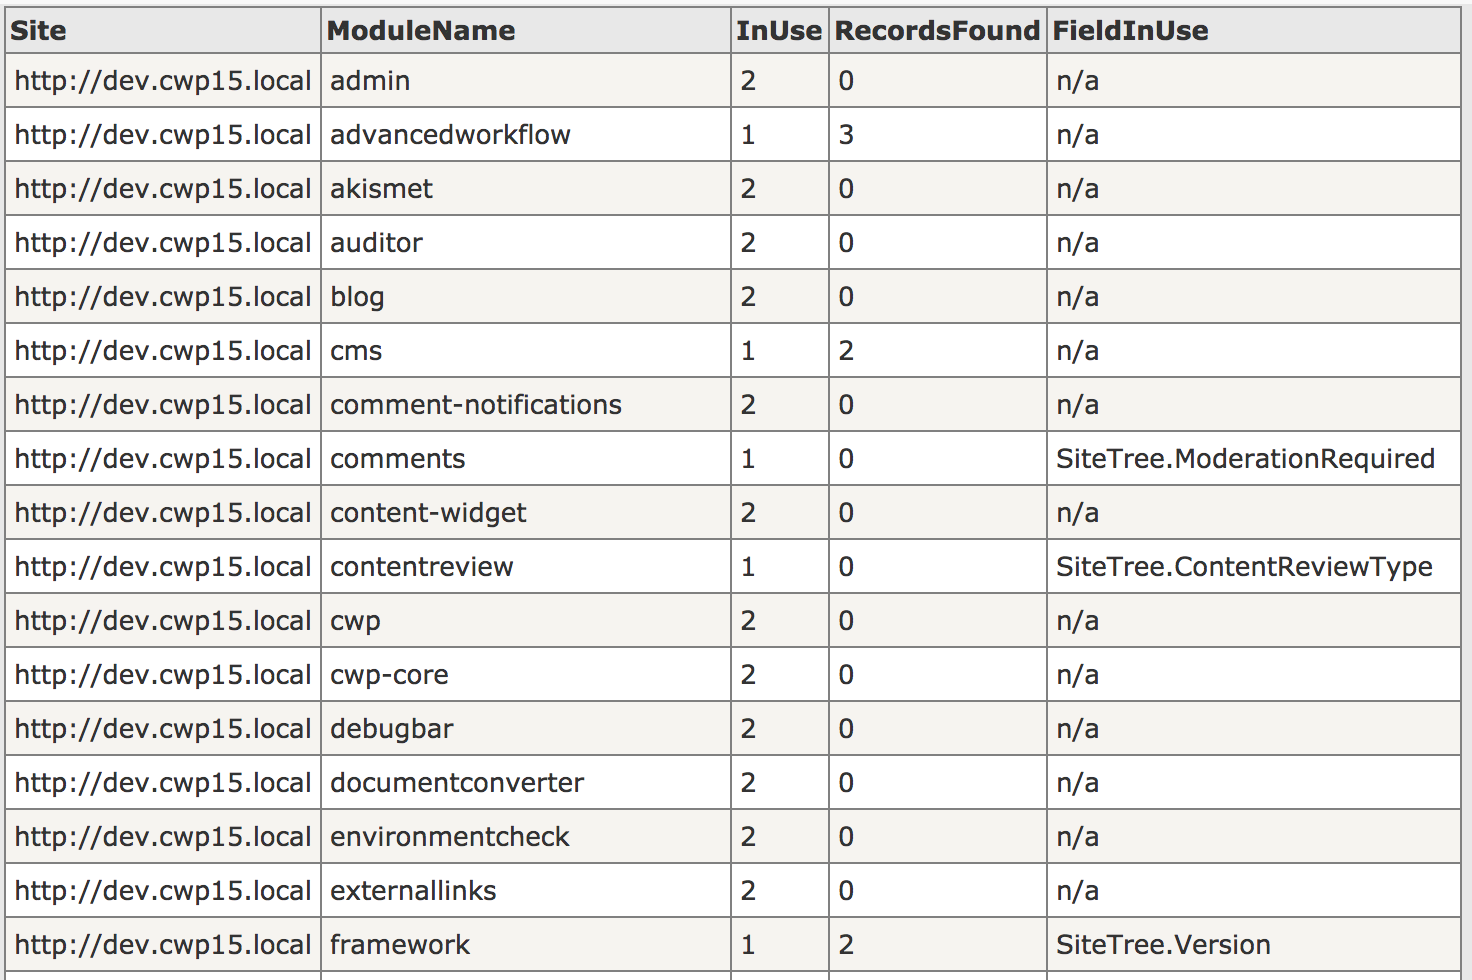 Site ModuleName InUse RecordsFound FieldInUse
http://dev.cwp15.local admin 2 0 n/a
http://dev.cwp15.local advancedworkflow 1 3 n/a
http://dev.cwp15.local akismet 2 0 n/a
http://dev.cwp15.local auditor 2 0 n/a
http://dev.cwp15.local blog 2 0 n/a
http://dev.cwp15.local cms 1 2 n/a
http://dev.cwp15.local comment-notifications 2 0 n/a
http://dev.cwp15.local comments 1 0 SiteTree.ModerationRequired
http://dev.cwp15.local content-widget 2 0 n/a
http://dev.cwp15.local contentreview 1 0 SiteTree.ContentReviewType
http://dev.cwp15.local cwp 2 0 n/a
http://dev.cwp15.local cwp-core 2 0 n/a
http://dev.cwp15.local debugbar 2 0 n/a
http://dev.cwp15.local documentconverter 2 0 n/a
http://dev.cwp15.local environmentcheck 2 0 n/a
http://dev.cwp15.local externallinks 2 0 n/a
http://dev.cwp15.local framework 1 2 SiteTree.Version